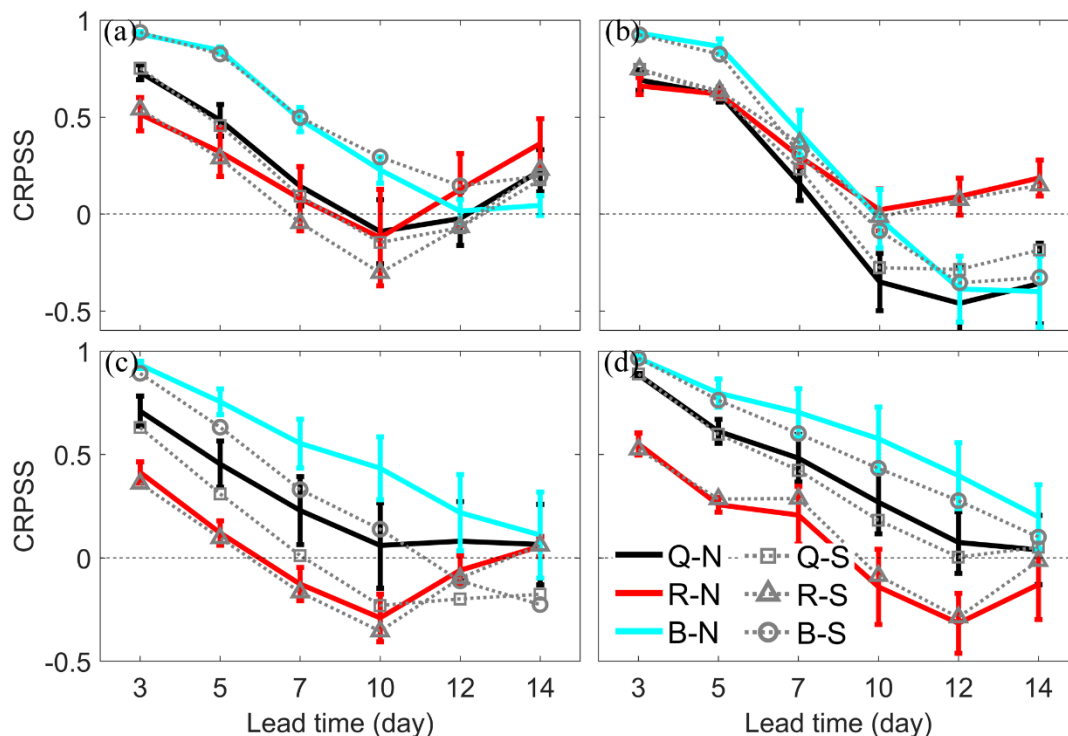 (a)
(b)
CRPSS
1
0.5
0
-0.5
(c)
(d)
CRPSS
1
0.5
0
-0.5
Q-N Q-S
R-N R-S
B-N B-S
3 5 7 10 12 14
3 5 7 10 12 14
Lead time (day)
Lead time (day)